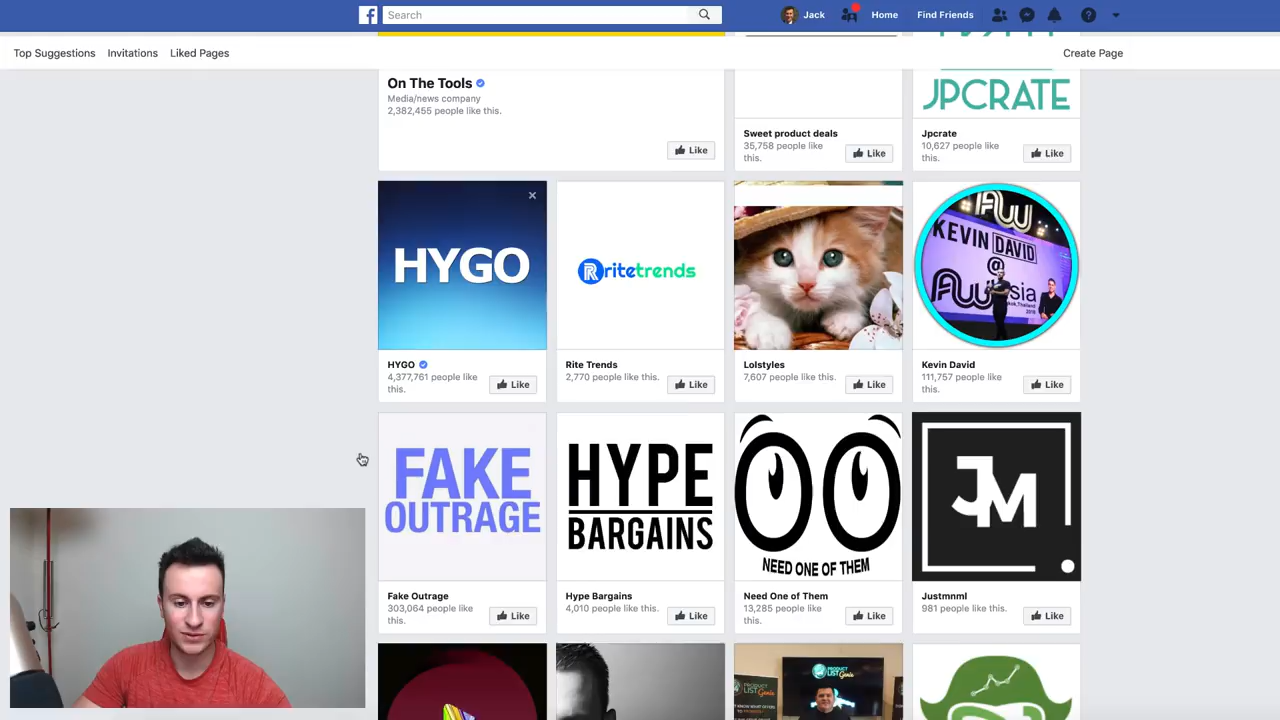 Search
Jack
Home
Find Friends
Top Suggestions
Invitations
Liked Pages
Create Page
On The Tools
Media/news company
2,382,455 people like this.
Like
Sweet product deals
35,758 people like
this.
Like
JPCRATE
Jpcrate
10,627 people like
this.
Like
HYGO
HYGO
4,377,761 people like
this.
Like
R ritetrends
Rite Trends
2,770 people like this.
Like
Lolstyles
7,607 people like this.
Like
KEVIN DAVID
@
AW asia
Kevin David
111,757 people like
this.
Like
FAKE
OUTRAGE
Fake Outrage
303,064 people like
this.
Like
HYPE
BARGAINS
Hype Bargains
4,010 people like this.
Like
NEED ONE OF THEM
Need One of Them
13,285 people like
this.
Like
JM
Justmnml
981 people like this.
Like
PRODUCT
LIST Genie